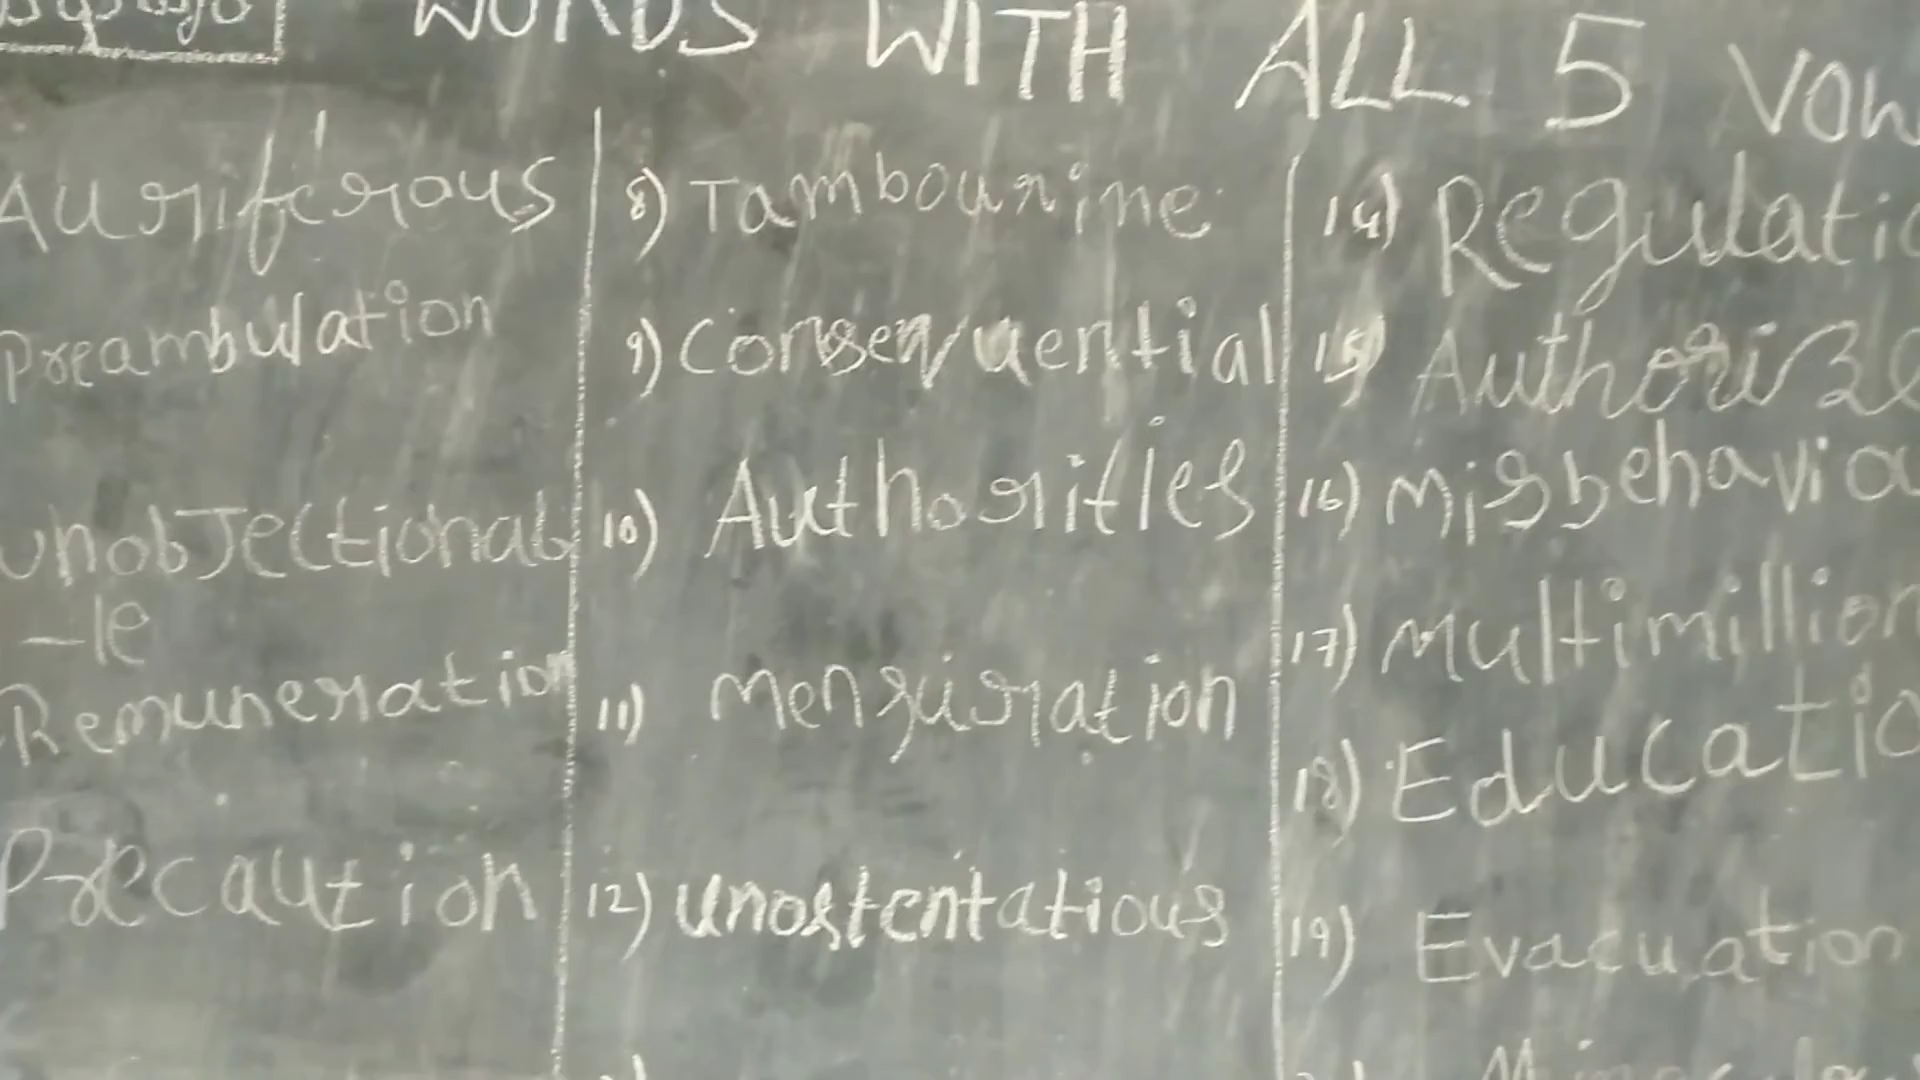 WORDS WITH ALL 5 VOW
Auriferous
Preambulation
UnobJectionab
-le
Remuneration
Precaution
8) Tambourine
9) Consequential
10) Authorities
11) Mensuration
12) Unostentatious
14) Regulatio
15) Authorize
16) Misbehavio
17) Multimillion
18) Educatio
19) Evacuation